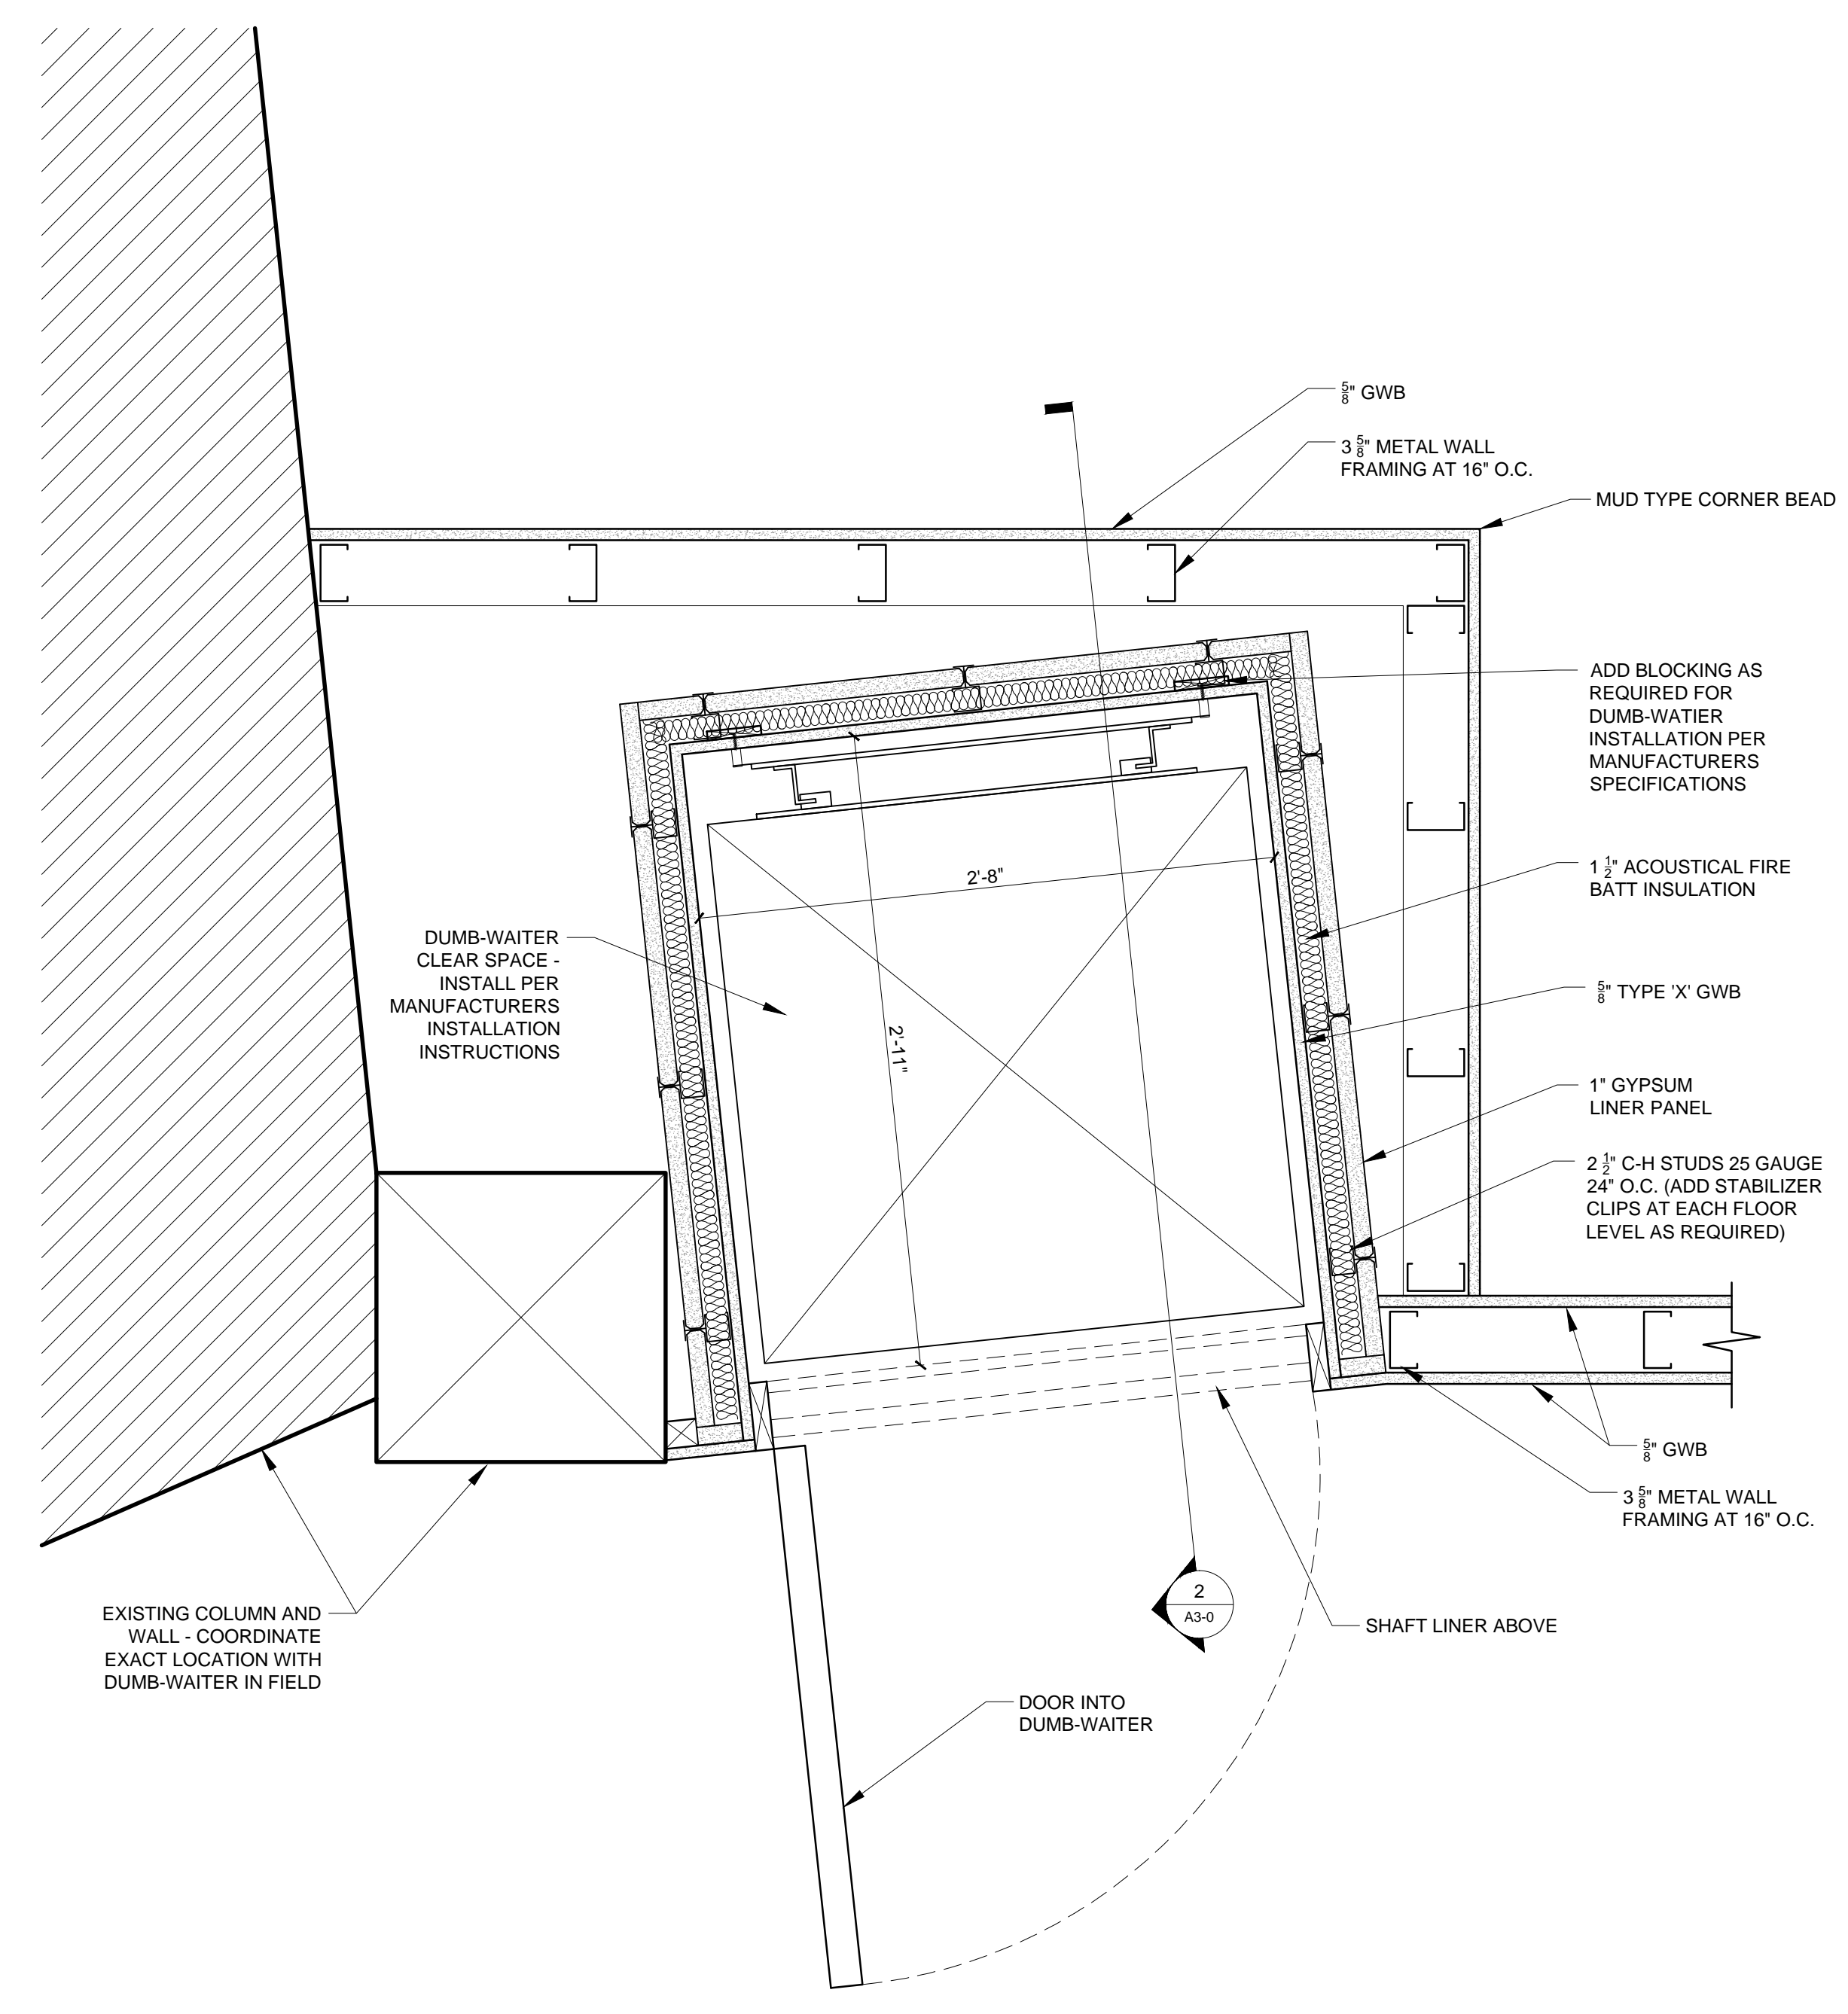 ⅝" GWB
3 ⅝" METAL WALL
FRAMING AT 16" O.C.
MUD TYPE CORNER BEAD
ADD BLOCKING AS
REQUIRED FOR
DUMB-WATIER
INSTALLATION PER
MANUFACTURERS
SPECIFICATIONS
1 ½" ACOUSTICAL FIRE
BATT INSULATION
2'-8"
DUMB-WAITER
CLEAR SPACE -
INSTALL PER
MANUFACTURERS
INSTALLATION
INSTRUCTIONS
2'-11"
⅝" TYPE 'X' GWB
1" GYPSUM
LINER PANEL
2 ½" C-H STUDS 25 GAUGE
24" O.C. (ADD STABILIZER
CLIPS AT EACH FLOOR
LEVEL AS REQUIRED)
⅝" GWB
3 ⅝" METAL WALL
FRAMING AT 16" O.C.
2
A3-0
SHAFT LINER ABOVE
EXISTING COLUMN AND
WALL - COORDINATE
EXACT LOCATION WITH
DUMB-WAITER IN FIELD
DOOR INTO
DUMB-WAITER